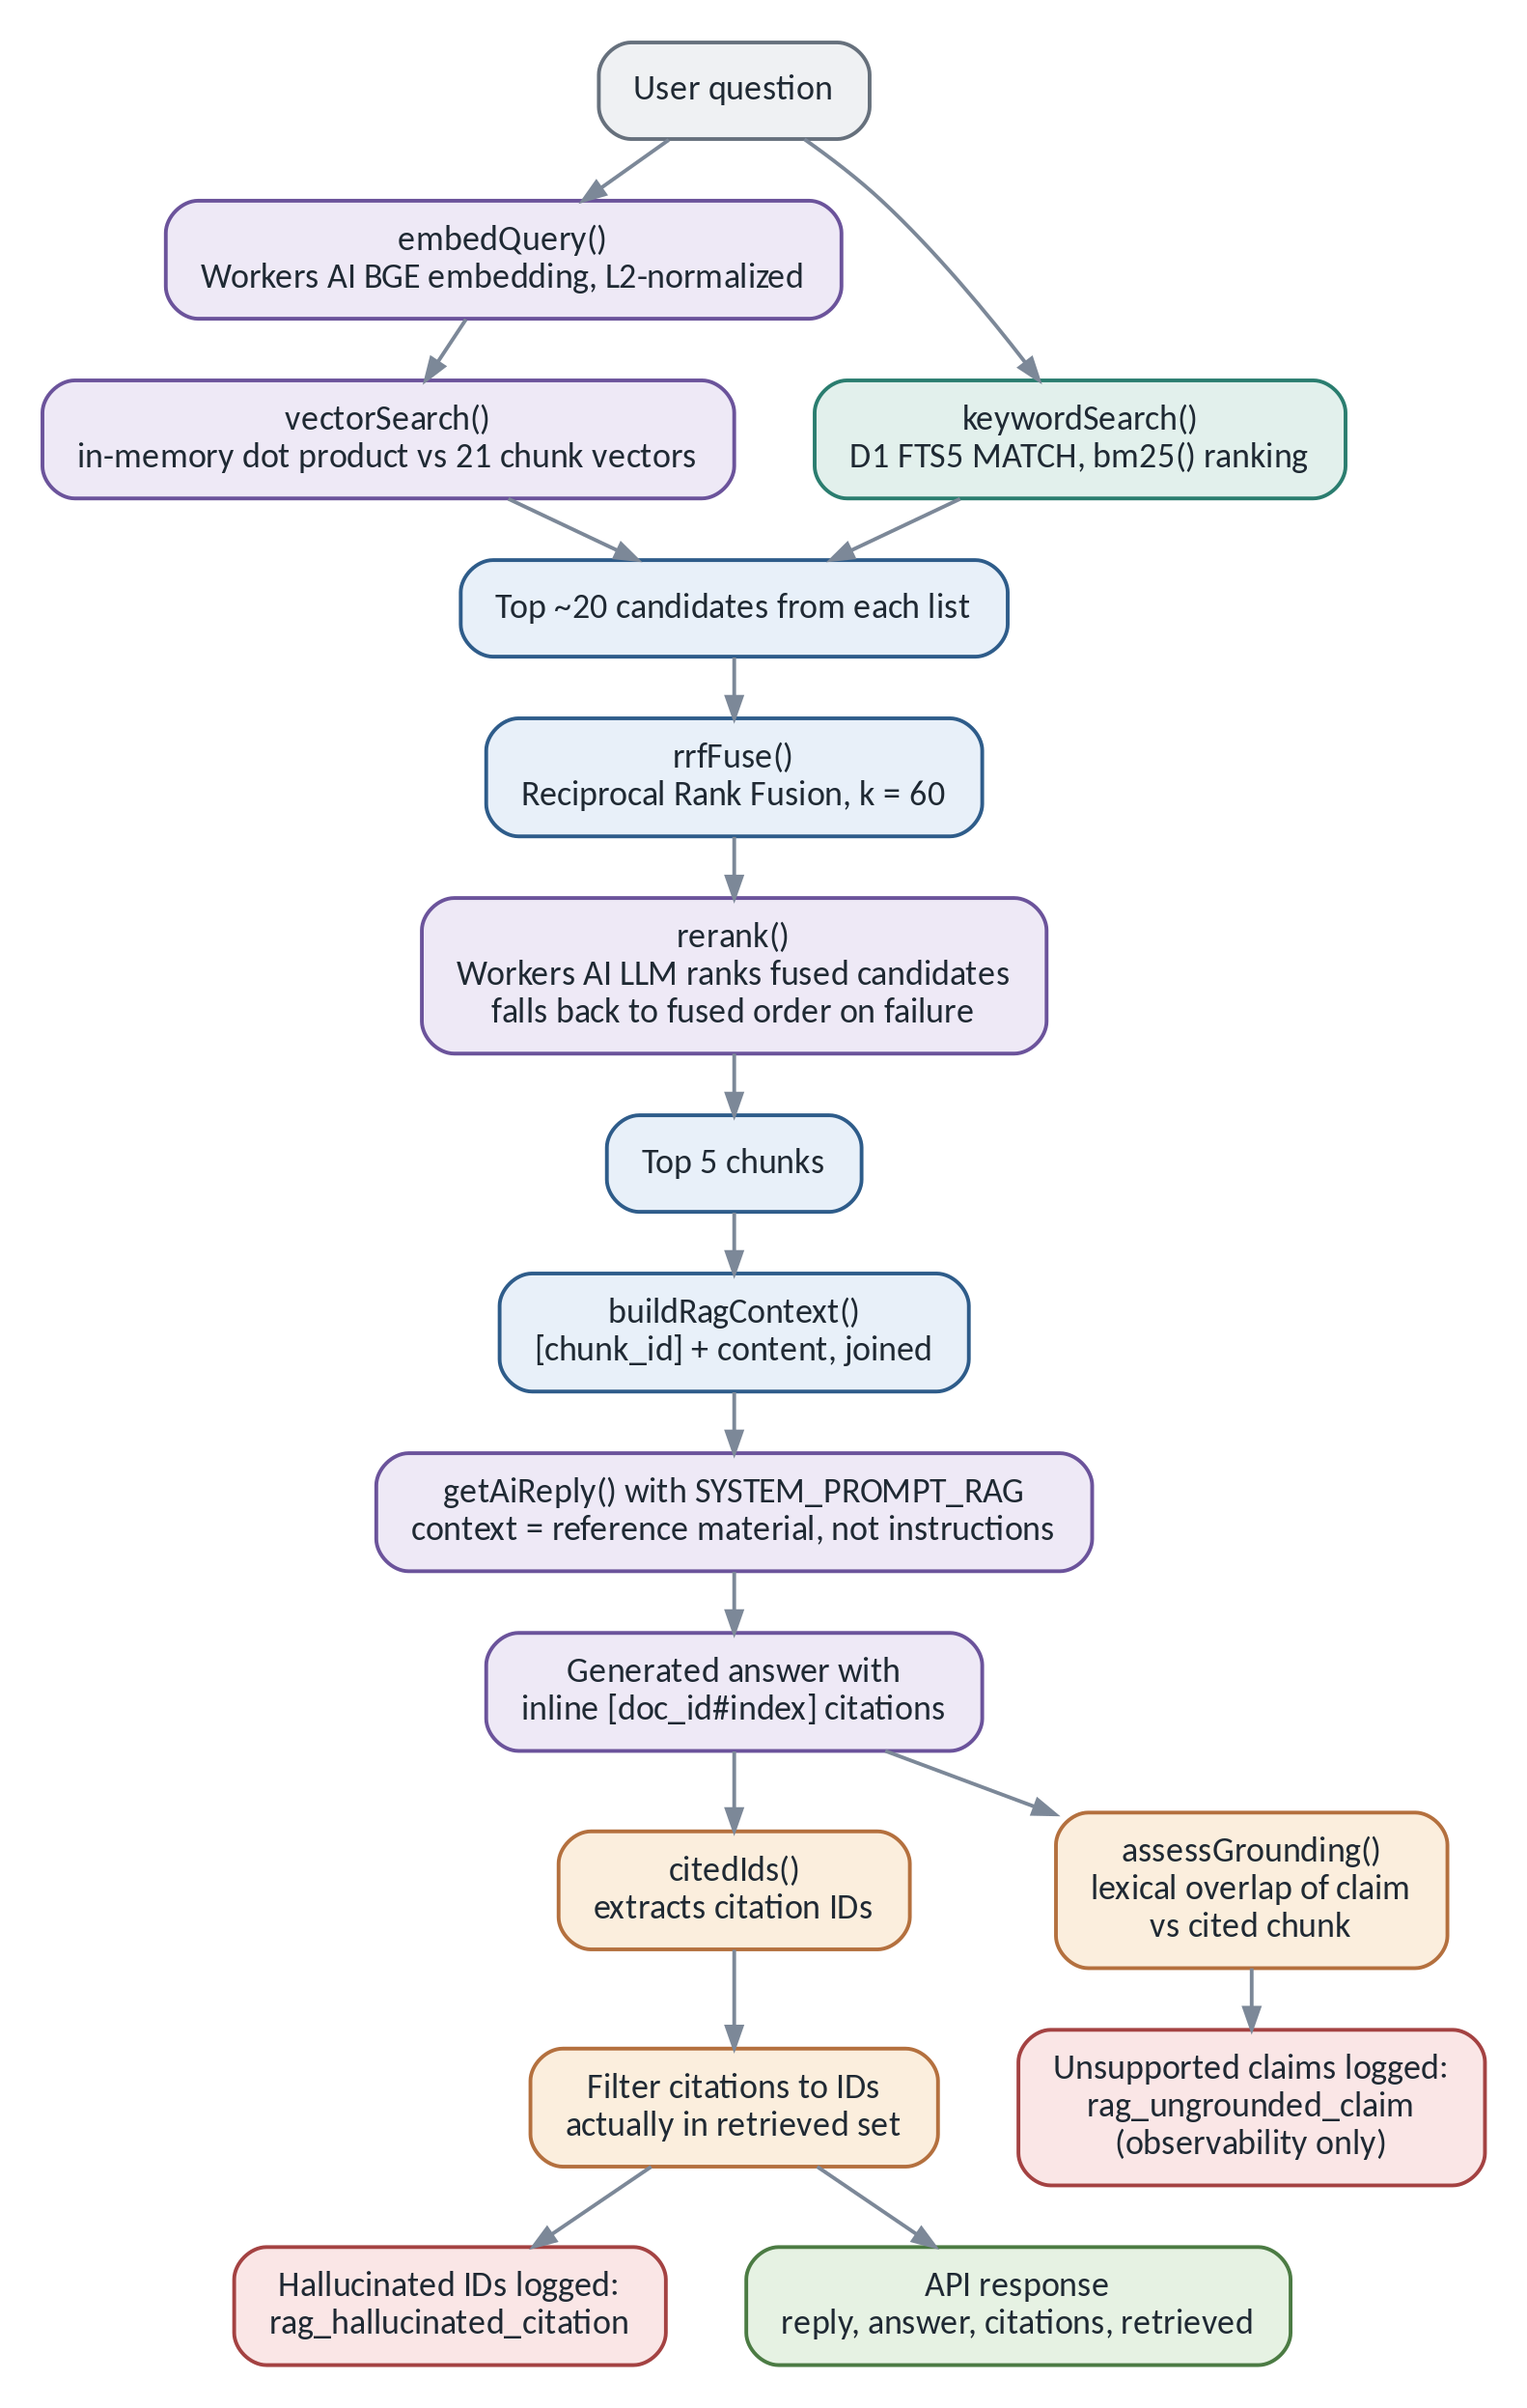 User question
embedQuery()
Workers AI BGE embedding, L2-normalized
vectorSearch()
in-memory dot product vs 21 chunk vectors
keywordSearch()
D1 FTS5 MATCH, bm25() ranking
Top ~20 candidates from each list
rrfFuse()
Reciprocal Rank Fusion, k = 60
rerank()
Workers AI LLM ranks fused candidates
falls back to fused order on failure
Top 5 chunks
buildRagContext()
[chunk_id] + content, joined
getAiReply() with SYSTEM_PROMPT_RAG
context = reference material, not instructions
Generated answer with
inline [doc_id#index] citations
citedIds()
extracts citation IDs
assessGrounding()
lexical overlap of claim
vs cited chunk
Filter citations to IDs
actually in retrieved set
Unsupported claims logged:
rag_ungrounded_claim
(observability only)
Hallucinated IDs logged:
rag_hallucinated_citation
API response
reply, answer, citations, retrieved